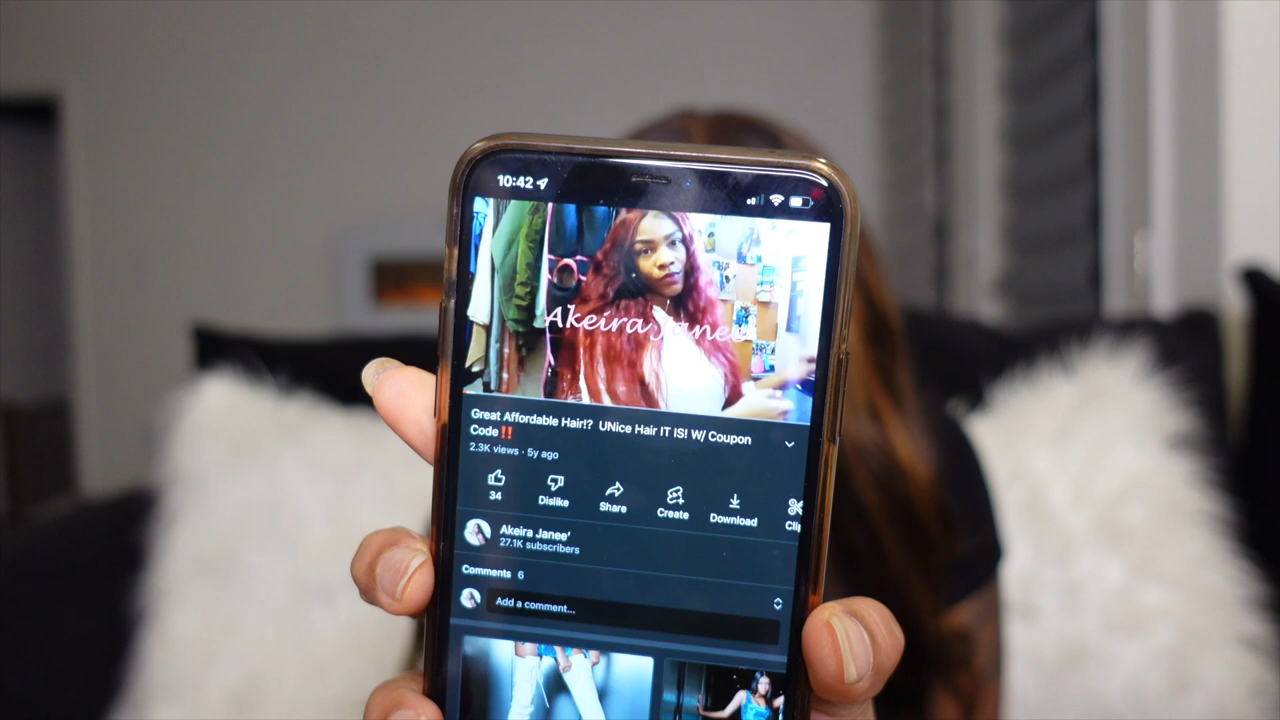 10:42
Akeira Janee'
Great Affordable Hair!? UNice Hair IT IS! W/ Coupon
Code‼️
2.3K views · 5y ago
34
Dislike
Share
Create
Download
Clip
Akeira Janee'
27.1K subscribers
Comments 6
Add a comment...